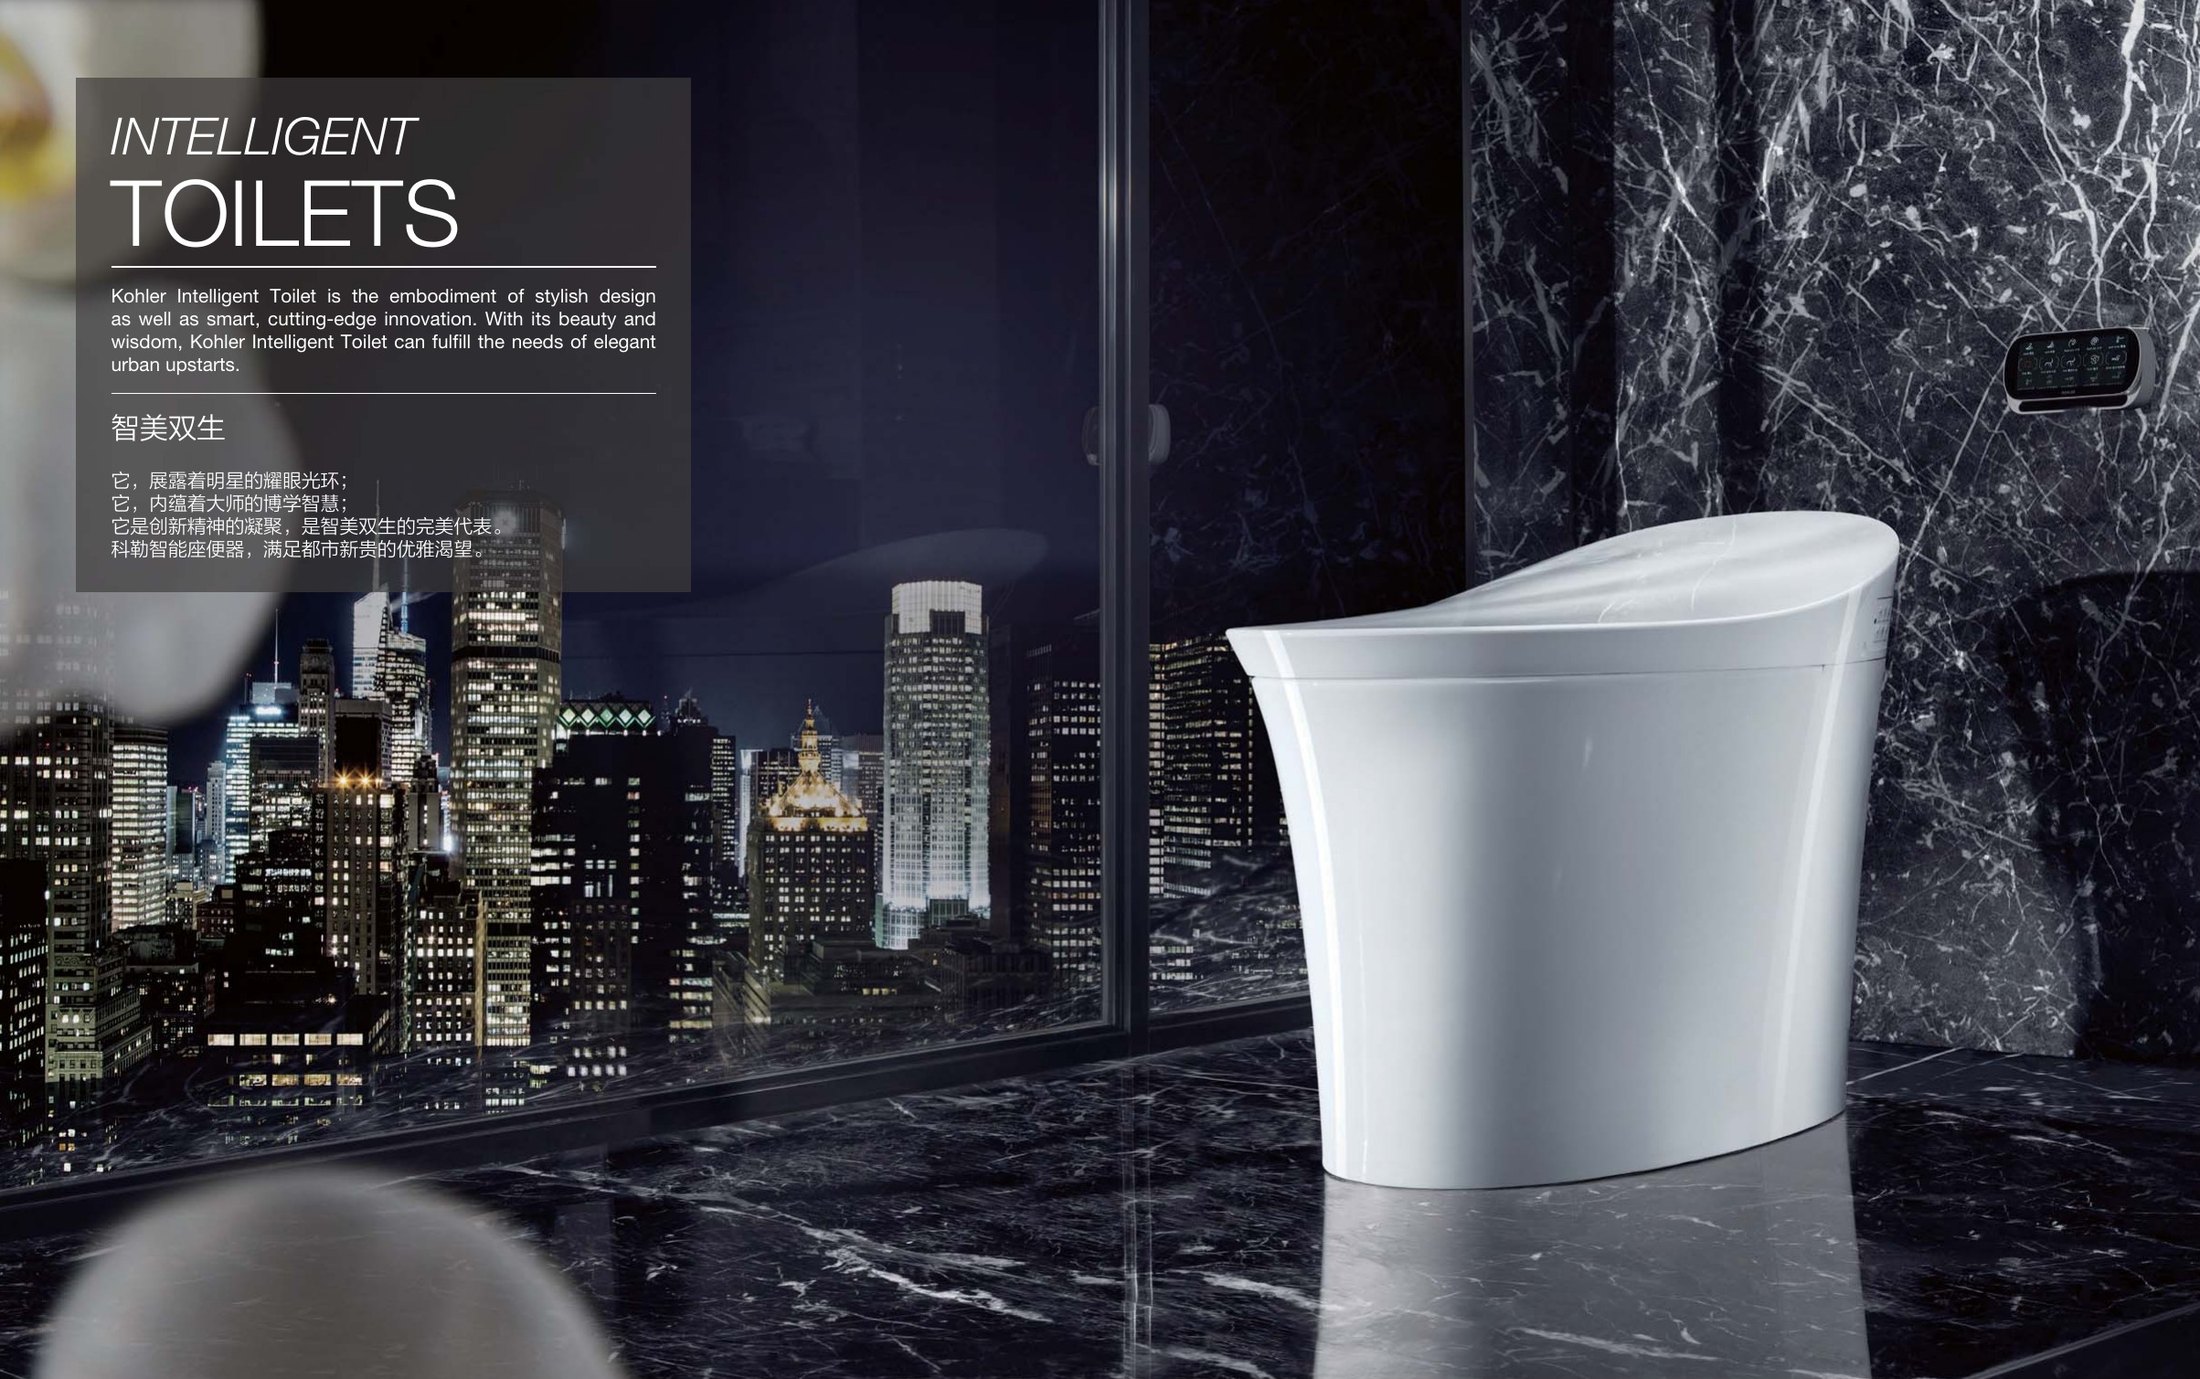 INTELLIGENT
TOILETS
Kohler Intelligent Toilet is the embodiment of stylish design
as well as smart, cutting-edge innovation. With its beauty and
wisdom, Kohler Intelligent Toilet can fulfill the needs of elegant
urban upstarts.
智美双生
它，展露着明星的耀眼光环；
它，内蕴着大师的博学智慧；
它是创新精神的凝聚，是智美双生的完美代表。
科勒智能座便器，满足都市新贵的优雅渴望。